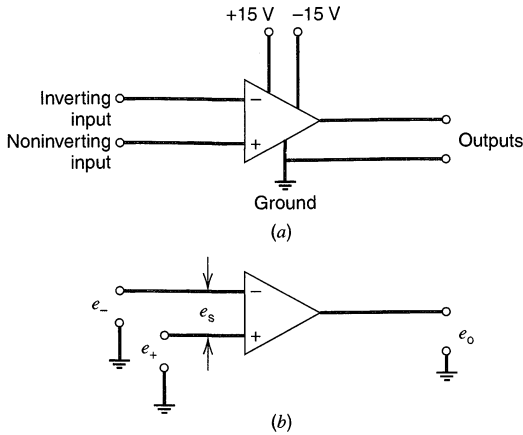 +15 V −15 V
Inverting
input
−
Noninverting
input
+
Outputs
Ground
(a)
e−
es
−
e+
+
eo
(b)